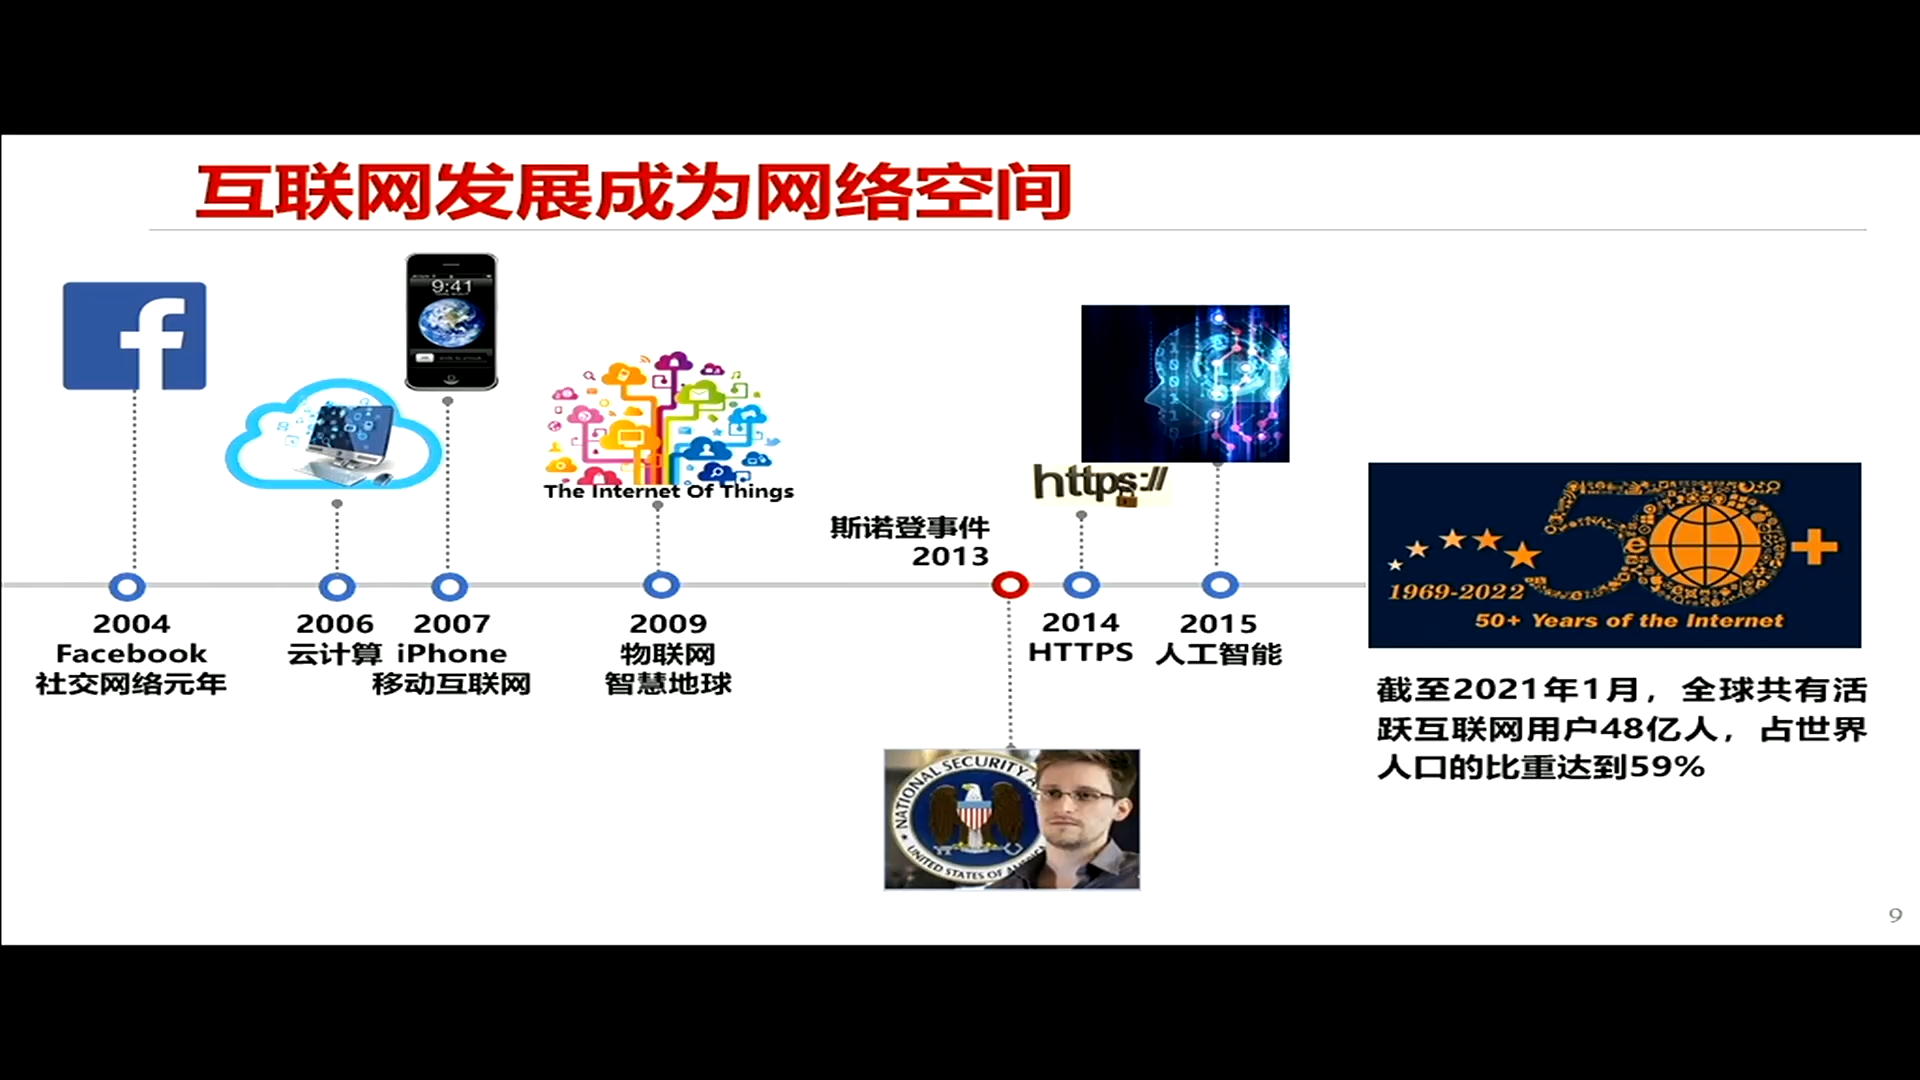 互联网发展成为网络空间
9:41
The Internet Of Things
https://
斯诺登事件
2013
2004
Facebook
社交网络元年
2006
云计算
2007
iPhone
移动互联网
2009
物联网
智慧地球
2014
HTTPS
2015
人工智能
NATIONAL SECURITY A
UNITED STATES OF AM
50+
1969-2022
50+ Years of the Internet
截至2021年1月，全球共有活
跃互联网用户48亿人，占世界
人口的比重达到59%
9